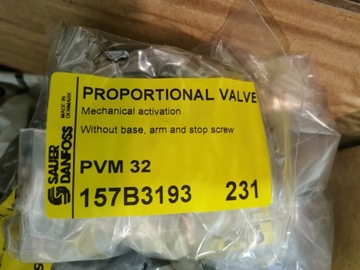 PROPORTIONAL VALVE
Mechanical activation
Without base, arm and stop screw
PVM 32
157B3193 231
MADE IN
DENMARK
SAUER
DANFOSS